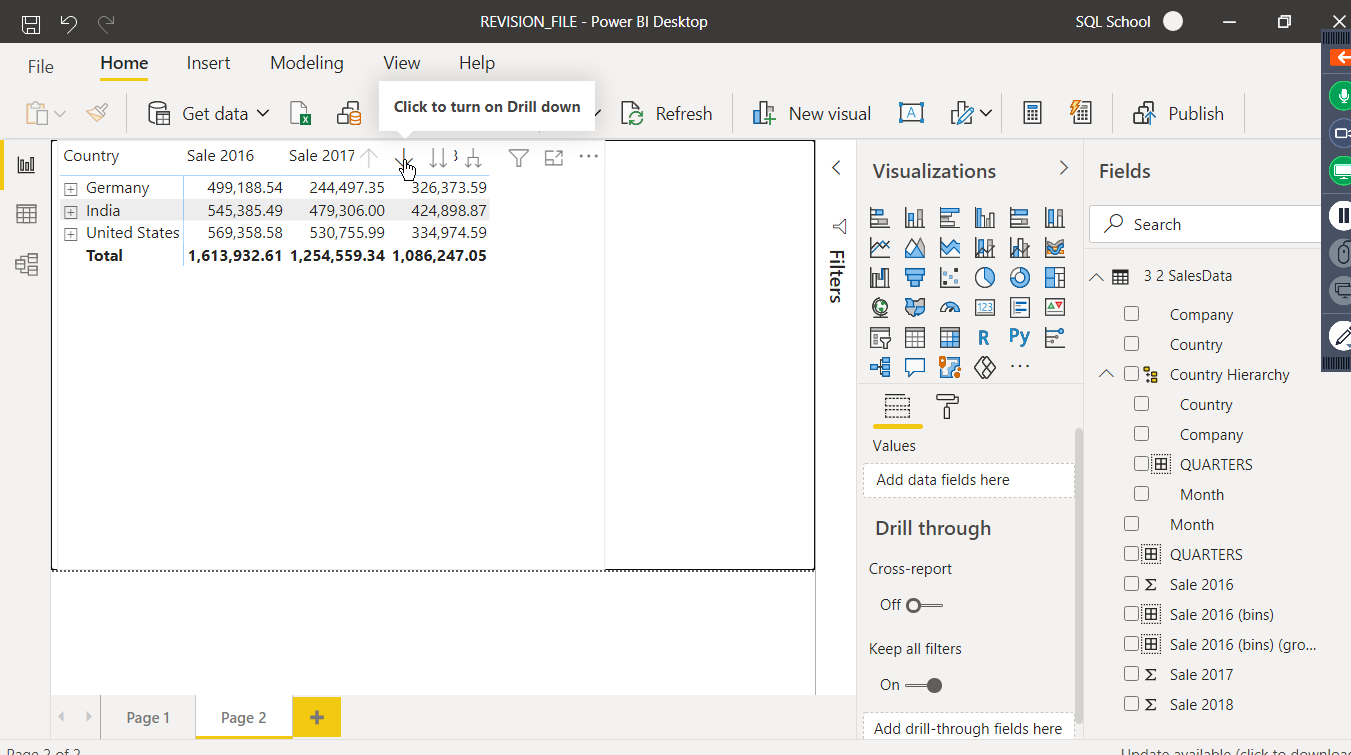 REVISION_FILE - Power BI Desktop
SQL School
File Home Insert Modeling View Help
Get data
Click to turn on Drill down
Refresh
New visual
Publish
Country Sale 2016 Sale 2017
Germany 499,188.54 244,497.35 326,373.59
India 545,385.49 479,306.00 424,898.87
United States 569,358.58 530,755.99 334,974.59
Total 1,613,932.61 1,254,559.34 1,086,247.05
Filters
Visualizations
123
R Py
Values
Add data fields here
Drill through
Cross-report
Off
Keep all filters
On
Add drill-through fields here
Fields
Search
3 2 SalesData
Company
Country
Country Hierarchy
Country
Company
QUARTERS
Month
Month
QUARTERS
Σ Sale 2016
Sale 2016 (bins)
Sale 2016 (bins) (gro...
Σ Sale 2017
Σ Sale 2018
Page 1 Page 2
Page 2 of 2
Update available (click to download